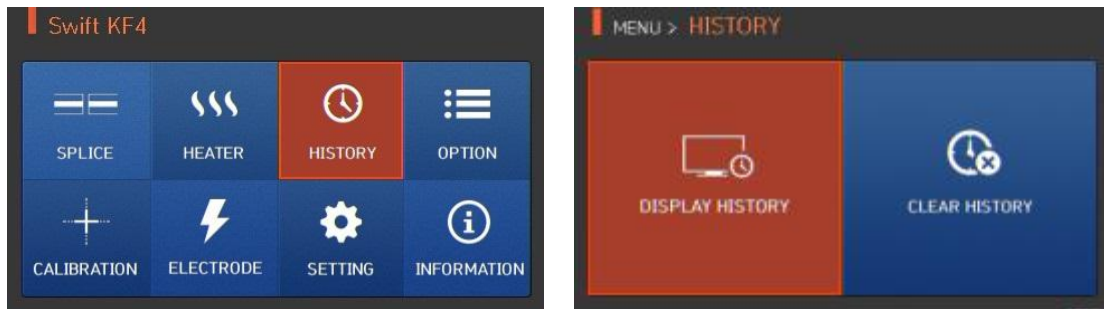 Swift KF4
SPLICE HEATER HISTORY OPTION
CALIBRATION ELECTRODE SETTING INFORMATION
MENU > HISTORY
DISPLAY HISTORY CLEAR HISTORY